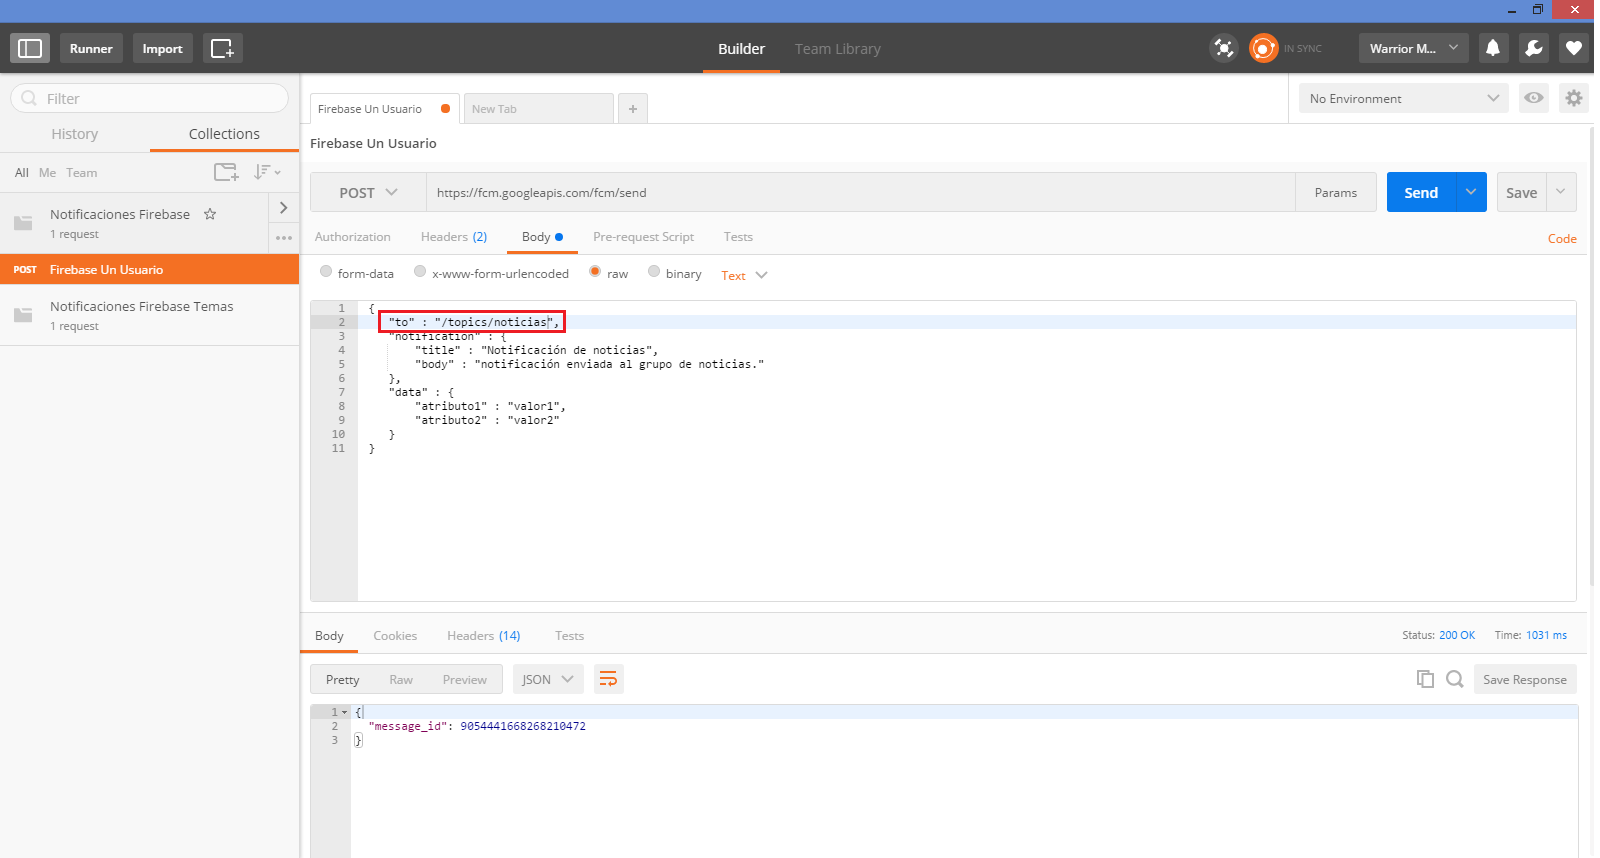 Runner
Import
Builder
Team Library
IN SYNC
Warrior M...
Filter
History
Collections
All Me Team
Notificaciones Firebase
1 request
POST Firebase Un Usuario
Notificaciones Firebase Temas
1 request
Firebase Un Usuario
New Tab
+
No Environment
Firebase Un Usuario
POST
https://fcm.googleapis.com/fcm/send
Params
Send
Save
Authorization
Headers (2)
Body
Pre-request Script
Tests
Code
form-data
x-www-form-urlencoded
raw
binary
Text
1 {
2 "to" : "/topics/noticias",
3 "notification" : {
4 "title" : "Notificación de noticias",
5 "body" : "notificación enviada al grupo de noticias."
6 },
7 "data" : {
8 "atributo1" : "valor1",
9 "atributo2" : "valor2"
10 }
11 }
Body
Cookies
Headers (14)
Tests
Status: 200 OK
Time: 1031 ms
Pretty
Raw
Preview
JSON
Save Response
1 {
2 "message_id": 9054441668268210472
3 }